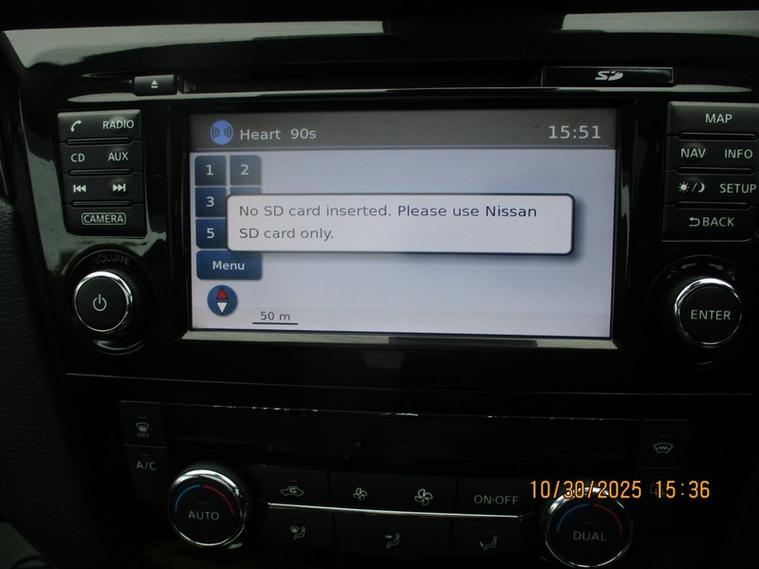 SD
RADIO
CD AUX
CAMERA
VOLUME
Heart 90s 15:51
1 2
3
5
No SD card inserted. Please use Nissan
SD card only.
Menu
50 m
MAP
NAV INFO
SETUP
BACK
ENTER
MAX
A/C
AUTO
ON·OFF
DUAL
10/30/2025 15:36